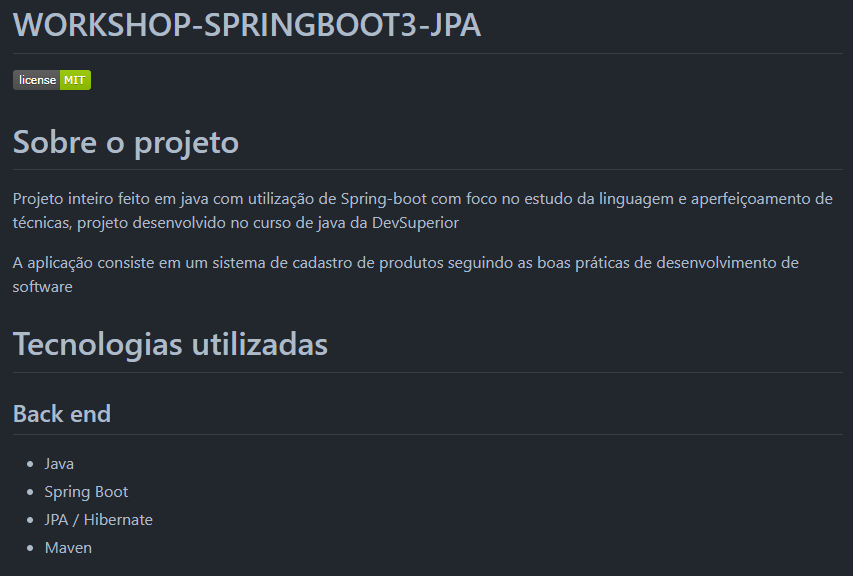 WORKSHOP-SPRINGBOOT3-JPA
license MIT
Sobre o projeto
Projeto inteiro feito em java com utilização de Spring-boot com foco no estudo da linguagem e aperfeiçoamento de
técnicas, projeto desenvolvido no curso de java da DevSuperior
A aplicação consiste em um sistema de cadastro de produtos seguindo as boas práticas de desenvolvimento de
software
Tecnologias utilizadas
Back end
• Java
• Spring Boot
• JPA / Hibernate
• Maven